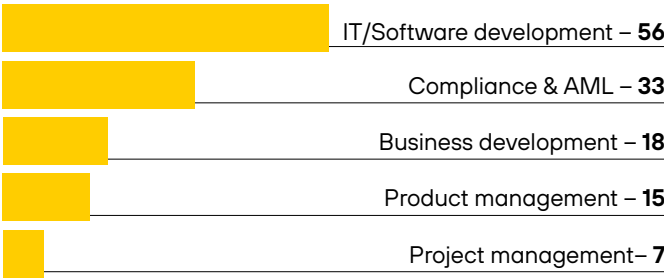 IT/Software development – 56
Compliance & AML – 33
Business development – 18
Product management – 15
Project management– 7